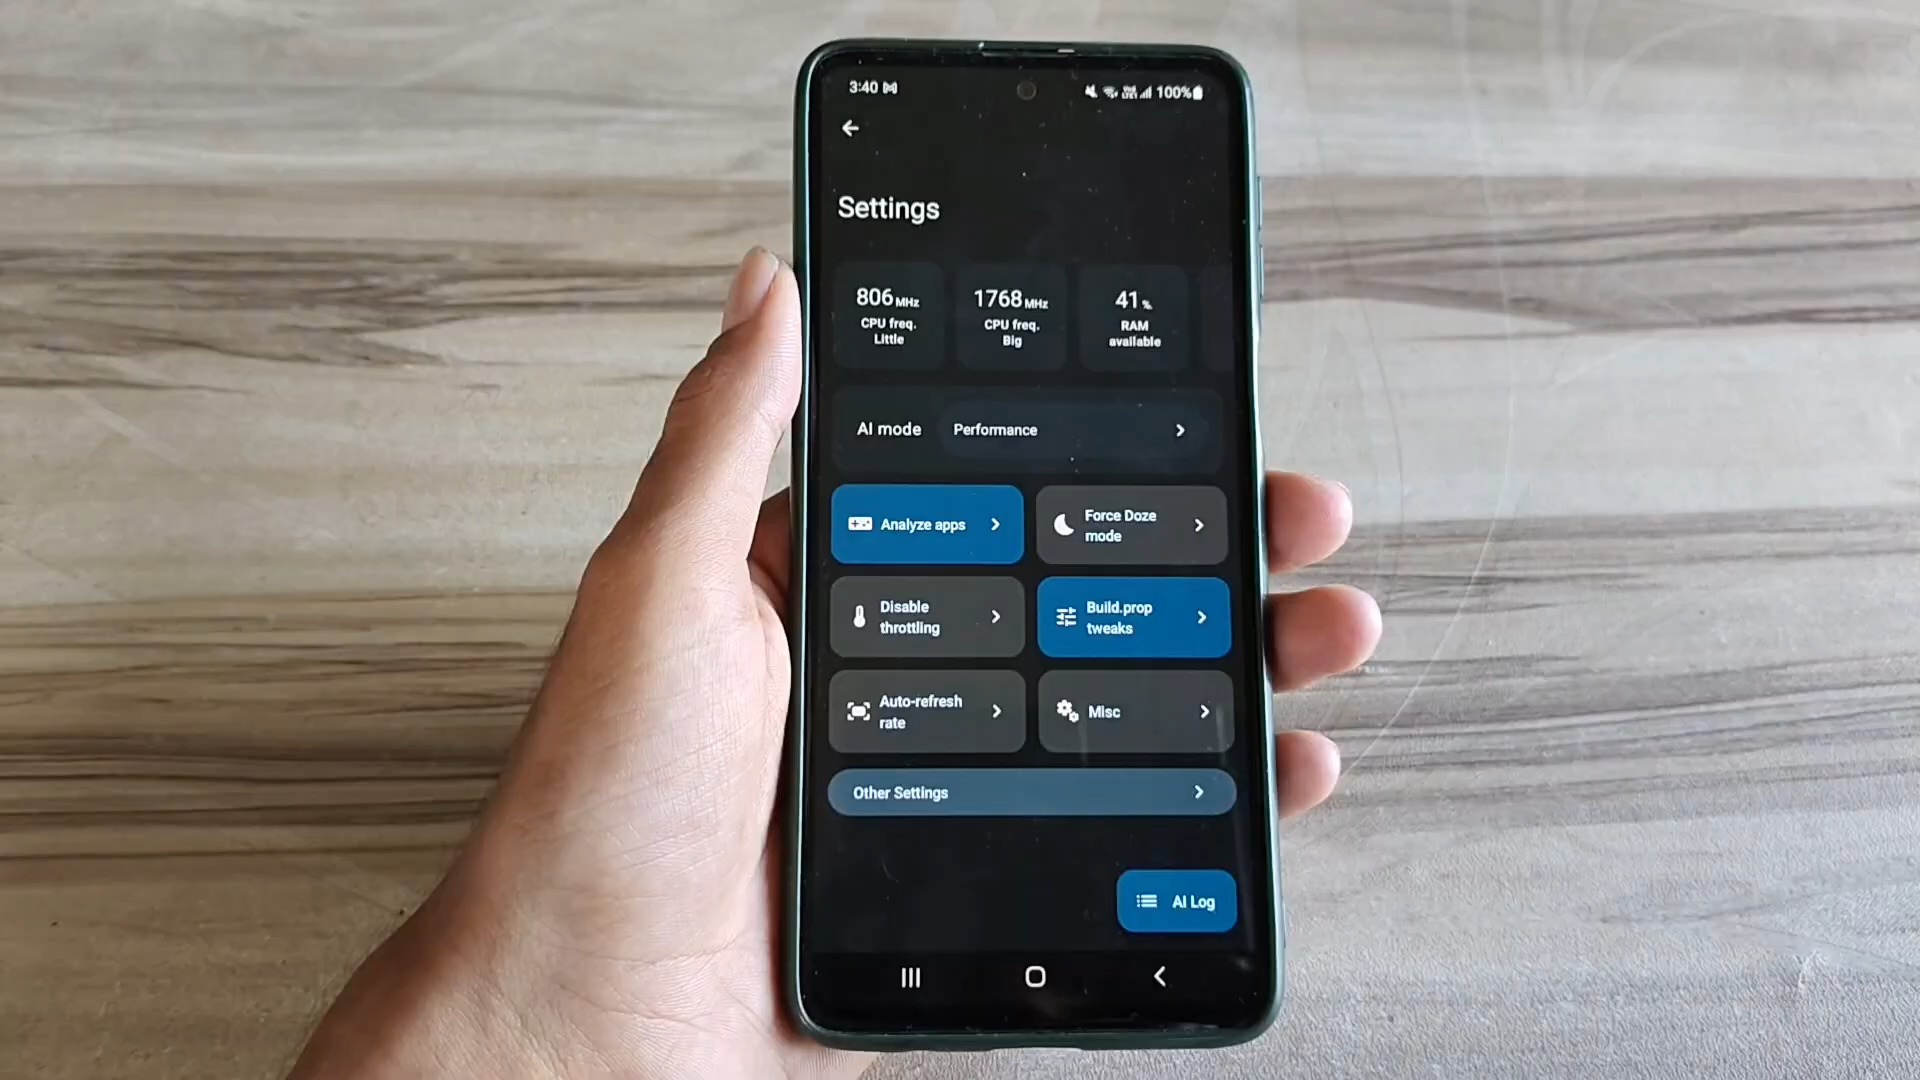 3:40
100%
Settings
806 MHz
CPU freq.
Little
1768 MHz
CPU freq.
Big
41 %
RAM
available
AI mode
Performance
Analyze apps
Force Doze
mode
Disable
throttling
Build.prop
tweaks
Auto-refresh
rate
Misc
Other Settings
AI Log